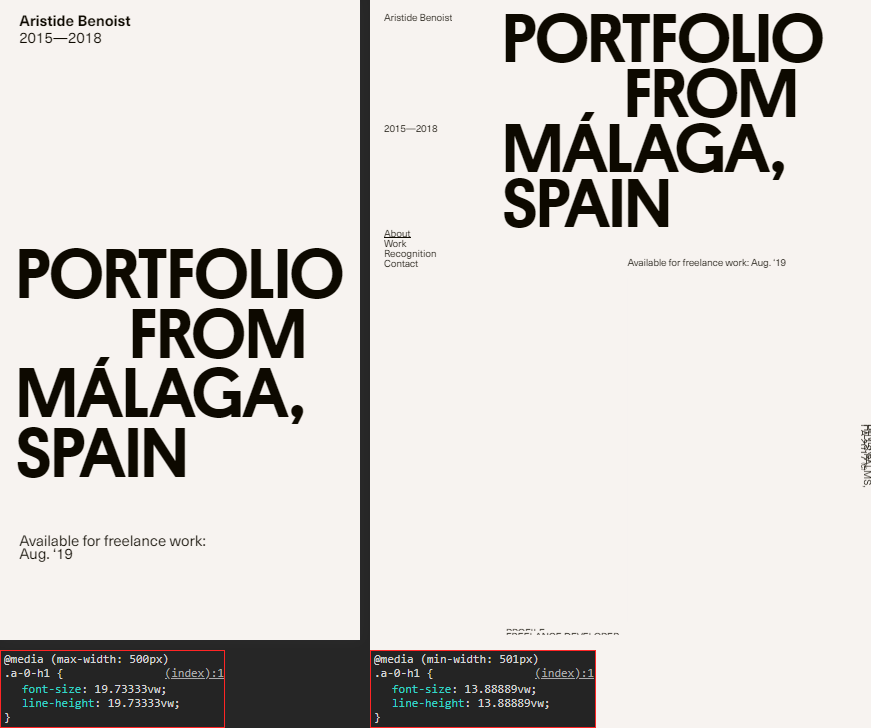 Aristide Benoist
2015—2018
PORTFOLIO
FROM
MÁLAGA,
SPAIN
Available for freelance work:
Aug. ‘19
@media (max-width: 500px)
.a-0-h1 { (index):1
font-size: 19.73333vw;
line-height: 19.73333vw;
}
Aristide Benoist
PORTFOLIO
FROM
2015—2018
MÁLAGA,
SPAIN
About
Work
Recognition
Contact
Available for freelance work: Aug. ‘19
@media (min-width: 501px)
.a-0-h1 { (index):1
font-size: 13.88889vw;
line-height: 13.88889vw;
}